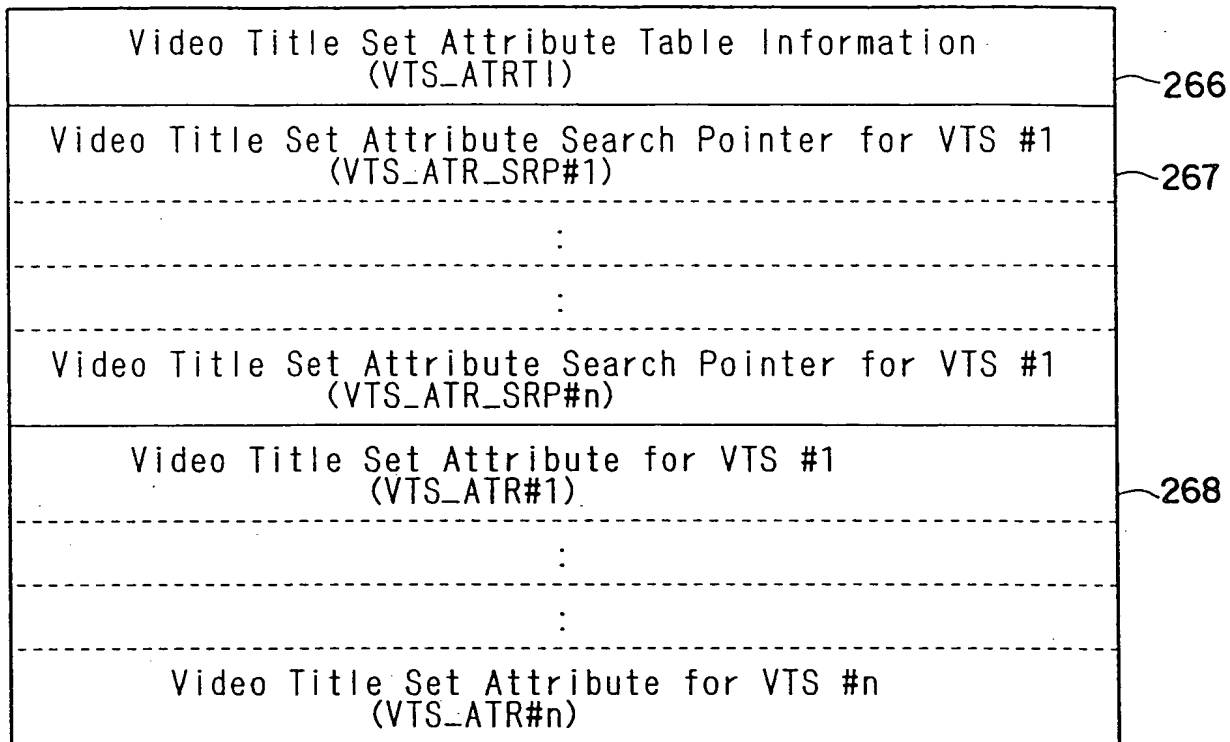 Video Title Set Attribute Table Information
(VTS_ATRTI)
266
Video Title Set Attribute Search Pointer for VTS #1
(VTS_ATR_SRP#1)
267
:
:
Video Title Set Attribute Search Pointer for VTS #1
(VTS_ATR_SRP#n)
Video Title Set Attribute for VTS #1
(VTS_ATR#1)
268
:
:
Video Title Set Attribute for VTS #n
(VTS_ATR#n)